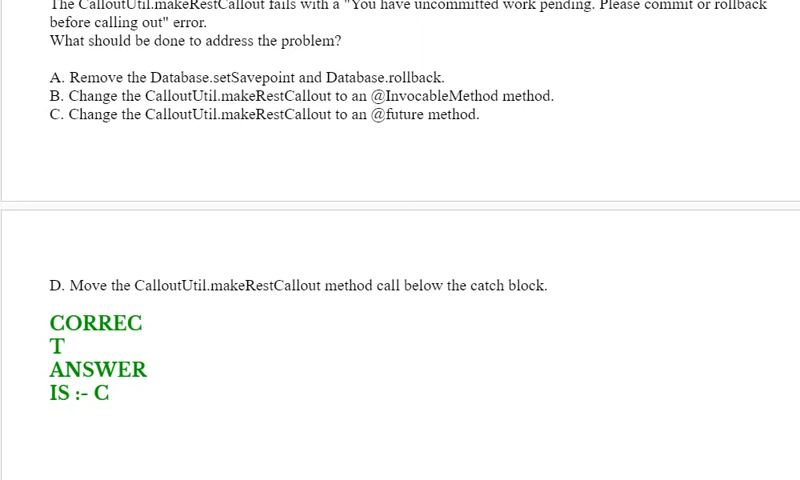 The CalloutUtil.makeRestCallout fails with a "You have uncommitted work pending. Please commit or rollback
before calling out" error.
What should be done to address the problem?
A. Remove the Database.setSavepoint and Database.rollback.
B. Change the CalloutUtil.makeRestCallout to an @InvocableMethod method.
C. Change the CalloutUtil.makeRestCallout to an @future method.
D. Move the CalloutUtil.makeRestCallout method call below the catch block.
CORREC
T
ANSWER
IS :- C